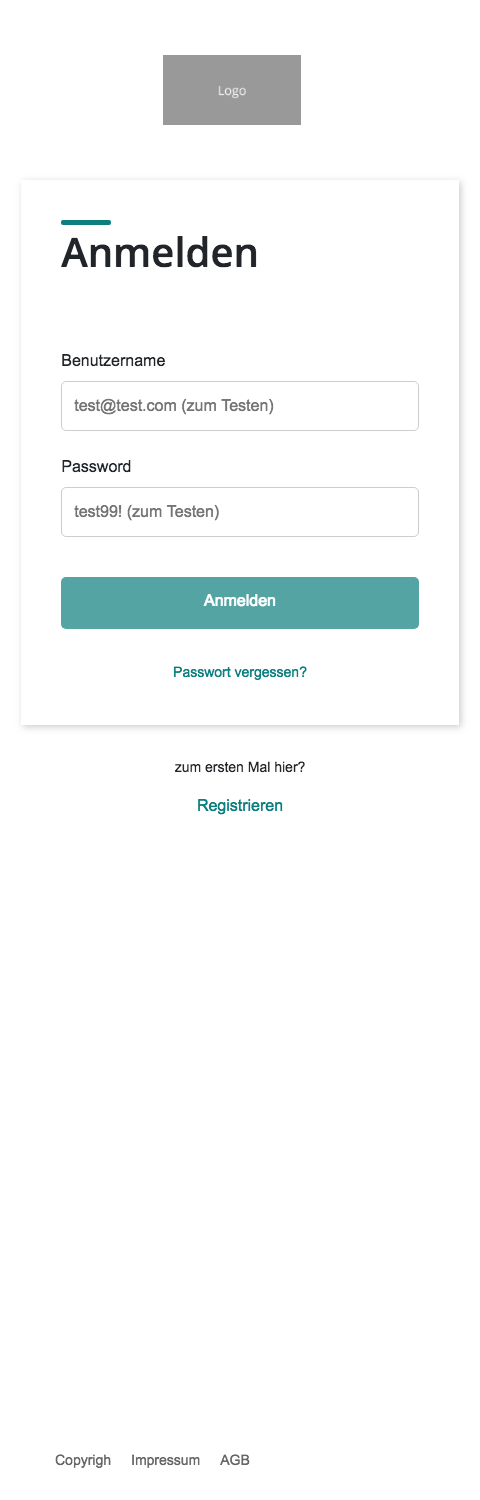 Logo
Anmelden
Benutzername
test@test.com (zum Testen)
Password
test99! (zum Testen)
Anmelden
Passwort vergessen?
zum ersten Mal hier?
Registrieren
Copyrigh Impressum AGB